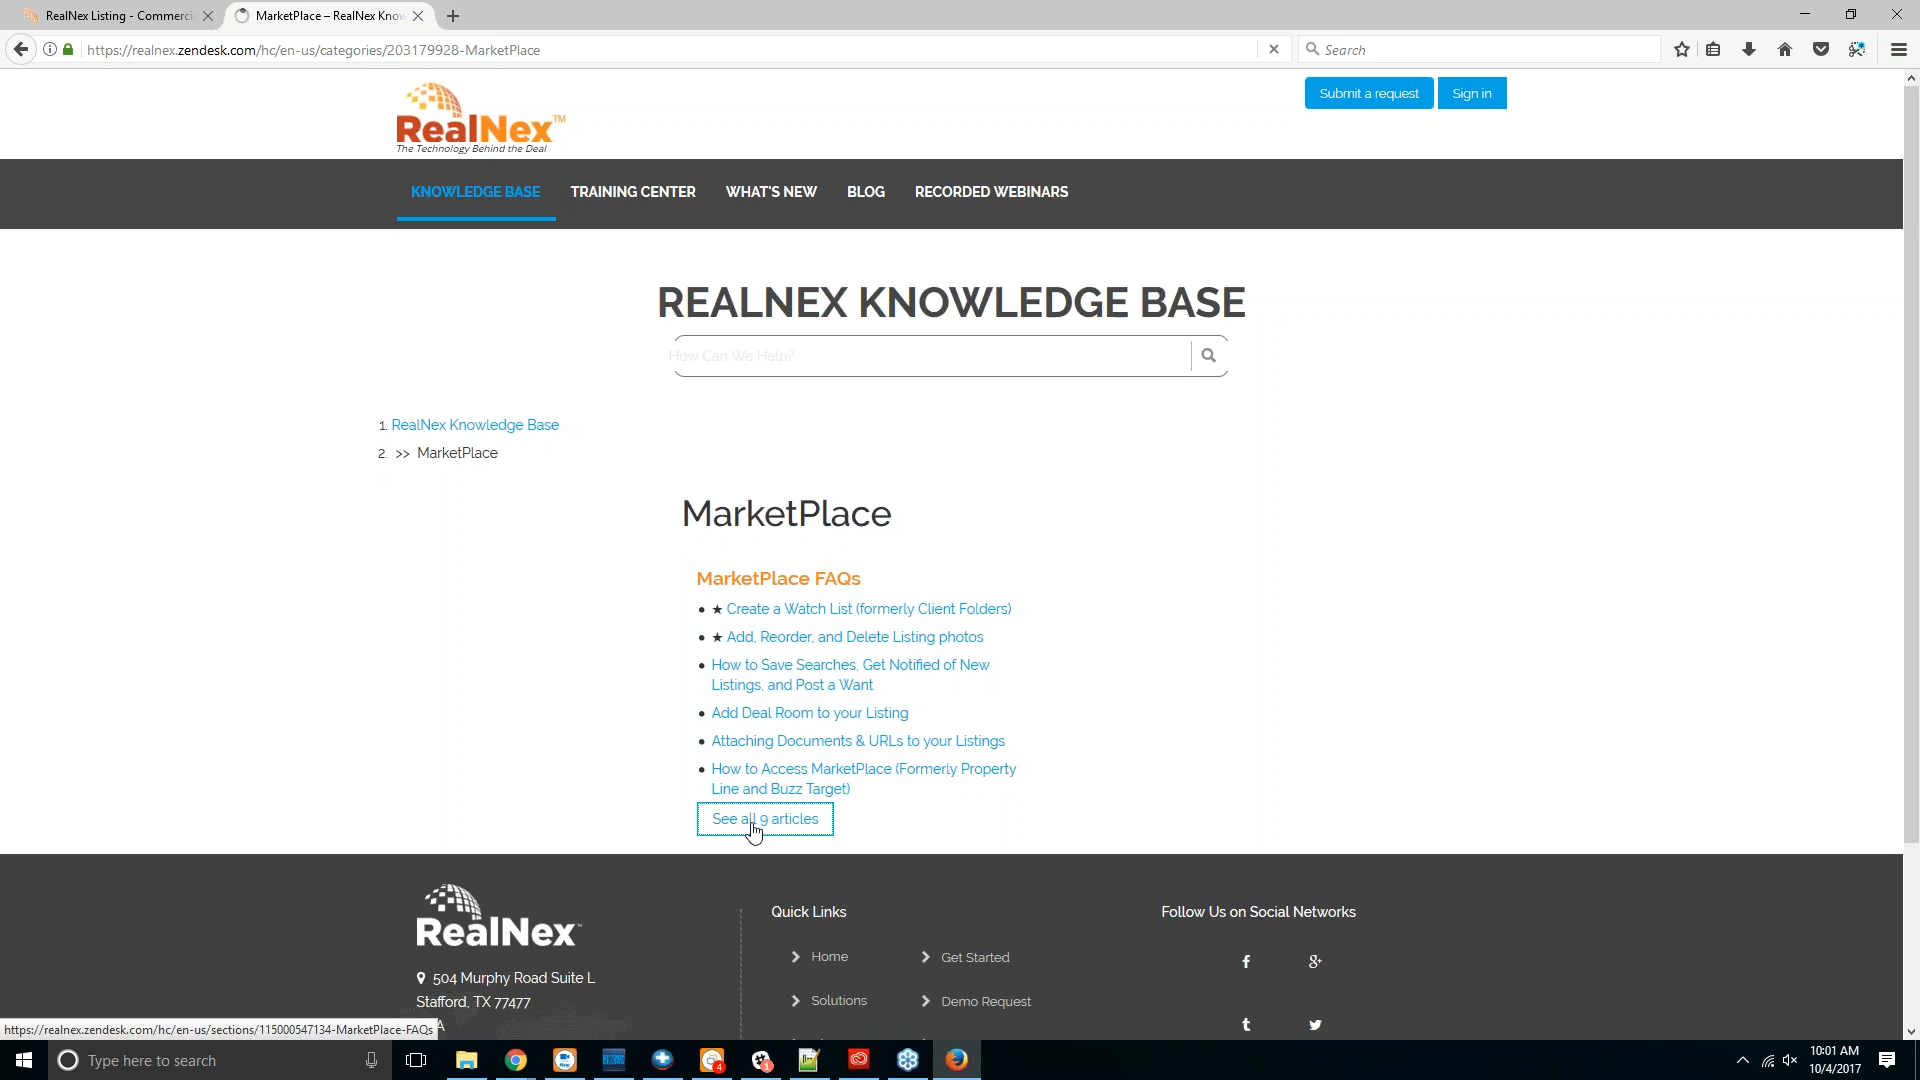 RealNex Listing - Commerci
MarketPlace – RealNex Know
https://realnex.zendesk.com/hc/en-us/categories/203179928-MarketPlace
Search
RealNex™
The Technology Behind the Deal
Submit a request
Sign in
KNOWLEDGE BASE
TRAINING CENTER
WHAT'S NEW
BLOG
RECORDED WEBINARS
REALNEX KNOWLEDGE BASE
How Can We Help?
1. RealNex Knowledge Base
2. >> MarketPlace
MarketPlace
MarketPlace FAQs
• ★ Create a Watch List (formerly Client Folders)
• ★ Add, Reorder, and Delete Listing photos
• How to Save Searches, Get Notified of New
Listings, and Post a Want
• Add Deal Room to your Listing
• Attaching Documents & URLs to your Listings
• How to Access MarketPlace (Formerly Property
Line and Buzz Target)
See all 9 articles
RealNex™
504 Murphy Road Suite L
Stafford, TX 77477
A
Quick Links
Home
Get Started
Solutions
Demo Request
Follow Us on Social Networks
https://realnex.zendesk.com/hc/en-us/sections/115000547134-MarketPlace-FAQs
Type here to search
4
1
10:01 AM
10/4/2017